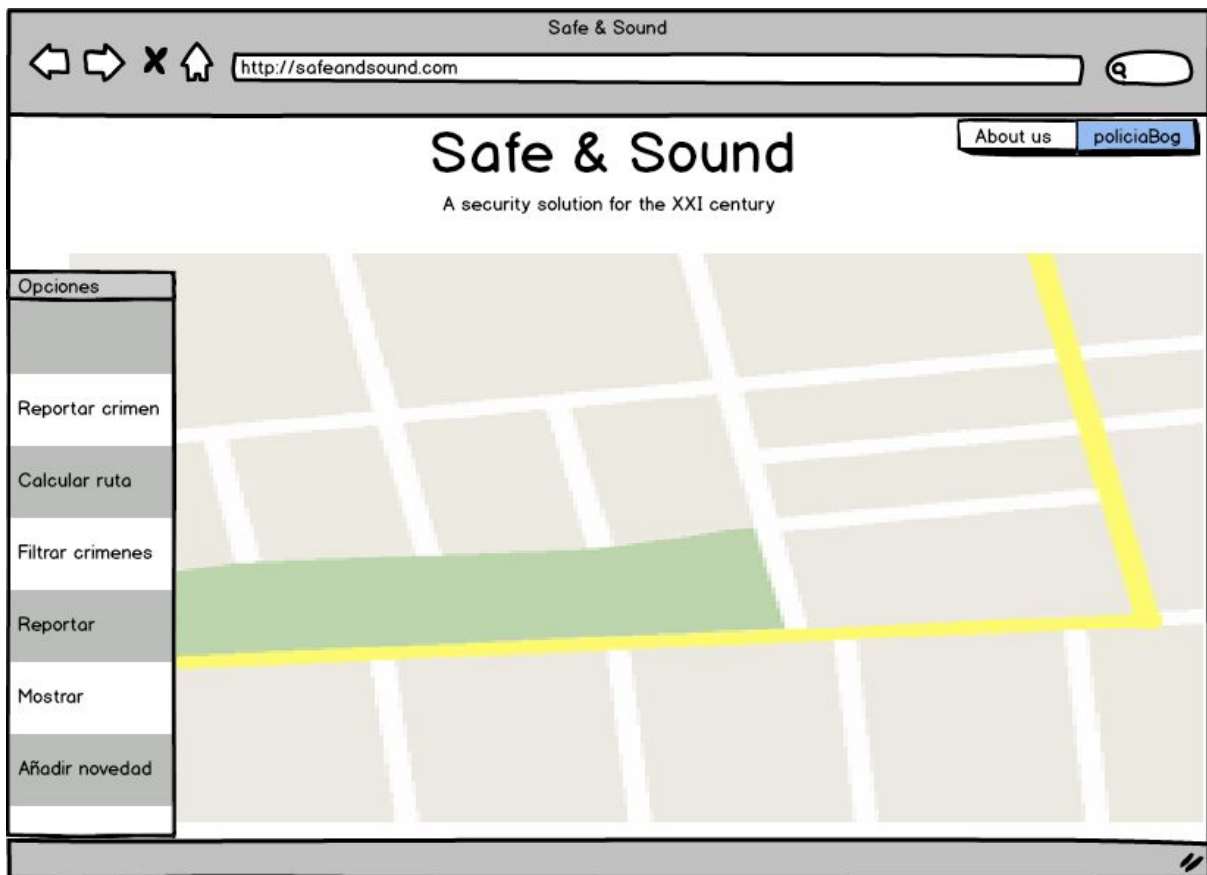 Safe & Sound
http://safeandsound.com
About us
policiaBog
Safe & Sound
A security solution for the XXI century
Opciones
Reportar crimen
Calcular ruta
Filtrar crimenes
Reportar
Mostrar
Añadir novedad